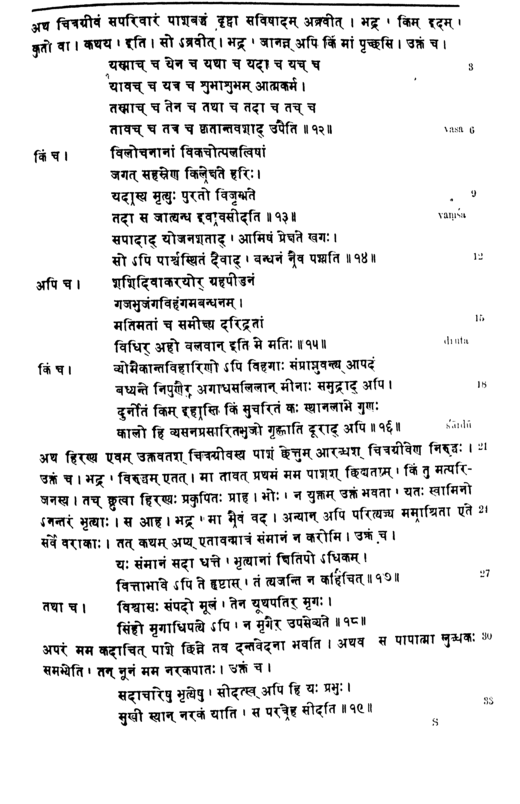 अथ चित्रग्रीवं सपरिवारं पाशबद्धं दृष्ट्वा सविषादम् अब्रवीत् । भद्र । किम् इदम् ।
कुतो वा । कथय । इति । सो ऽब्रवीत् । भद्र । जानन्न् अपि किं मां पृच्छसि । उक्तं च ।
यस्माच् च येन च यथा च यदा च यच् च 3
यावच् च यत्र च शुभाशुभम् आत्मकर्म ।
तस्माच् च तेन च तथा च तदा च तच् च
तावच् च तत्र च कृतान्तवशाद् उपैति ॥१२॥ vasa 6
किं च । विलोचनानां विकचोत्पलत्विषां
जगत् सहस्रेण किलेक्षते हरिः ।
यदास्य मृत्युः पुरतो विजृम्भते 9
तदा स जात्यन्ध इवावसीदति ॥१३॥ vaṃśa
सपादाद् योजनशताद् । आमिषं प्रेक्षते खगः ।
सो ऽपि पार्श्वस्थितं दैवाद् । बन्धनं नैव पश्यति ॥१४॥ 12
अपि च । शशिदिवाकरयोर् ग्रहपीडनं
गजभुजंगविहंगमबन्धनम् ।
मतिमतां च समीक्ष्य दरिद्रतां 15
विधिर् अहो बलवान् इति मे मतिः ॥१५॥ druta
किं च । व्योमैकान्तविहारिणो ऽपि विहगाः संप्राप्नुवन्त्य् आपदं
बध्यन्ते निपुणैर् अगाधसलिलान् मीनाः समुद्राद् अपि । 18
दुर्नीतं किम् इहास्ति किं सुचरितं कः स्थानलाभे गुणः
कालो हि व्यसनप्रसारितभुजो गृह्णाति दूराद् अपि ॥१६॥ śārdū
अथ हिरण्य एवम् उक्तवतश् चित्रग्रीवस्य पाशं छेत्तुम् आरब्धश् चित्रग्रीवेण निरुद्धः । 21
उक्तं च । भद्र । विरुद्धम् एतत् । मा तावत् प्रथमं मम पाशश् छिद्यताम् । किं तु मत्परि-
जनस्य । तच् छ्रुत्वा हिरण्यः प्रकुपितः प्राह । भोः । न युक्तम् उक्तं भवता । यतः स्वामिनो
ऽनन्तरं भृत्याः । स आह । भद्र । मा मैवं वद । अन्यान् अपि परित्यज्य ममाश्रिता एते 24
सर्वे वराकाः । तत् कथम् अप्य् एतावन्मात्रं संमानं न करोमि । उक्तं च ।
यः संमानं सदा धत्ते । भृत्यानां क्षितिपो ऽधिकम् ।
वित्ताभावे ऽपि ते हृष्टास् । तं त्यजन्ति न कर्हिचित् ॥१७॥ 27
तथा च । विश्वासः संपदो मूलं । तेन यूथपतिर् मृगः ।
सिंहो मृगाधिपत्ये ऽपि । न मृगैर् उपसेव्यते ॥१८॥
अपरं मम कदाचित् पाशे छिन्ने तव दन्तवेदना भवति । अथवा स पापात्मा लुब्धकः 30
समभ्येति । तन् नूनं मम नरकपातः । उक्तं च ।
सदाचारेषु भृत्येषु । सीदत्स्व् अपि हि यः प्रभुः ।
सुखी स्यान् नरकं याति । स परत्रेह सीदति ॥१९॥ 33
S